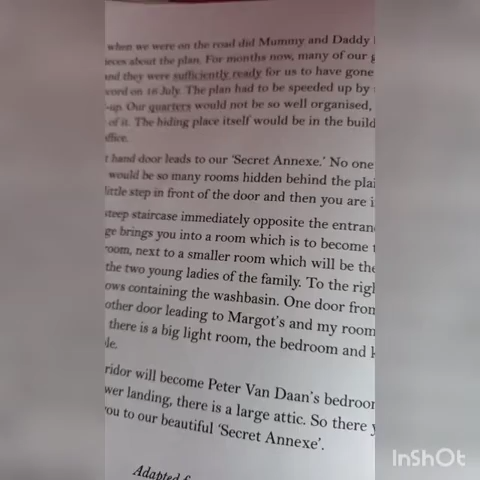 when we were on the road did Mummy and Daddy
about the plan. For months now, many of our
and they were sufficiently ready for us to have gone
word on 16 July. The plan had to be speeded up by
-up. Our quarters would not be so well organised,
of it. The hiding place itself would be in the build
office.
hand door leads to our 'Secret Annexe.' No one
would be so many rooms hidden behind the plai
little step in front of the door and then you are i
steep staircase immediately opposite the entran
ge brings you into a room which is to become
room, next to a smaller room which will be the
the two young ladies of the family. To the righ
ows containing the washbasin. One door from
other door leading to Margot's and my room
there is a big light room, the bedroom and
le.
ridor will become Peter Van Daan's bedroom
wer landing, there is a large attic. So there
you to our beautiful 'Secret Annexe'.
Adapted
InShOt